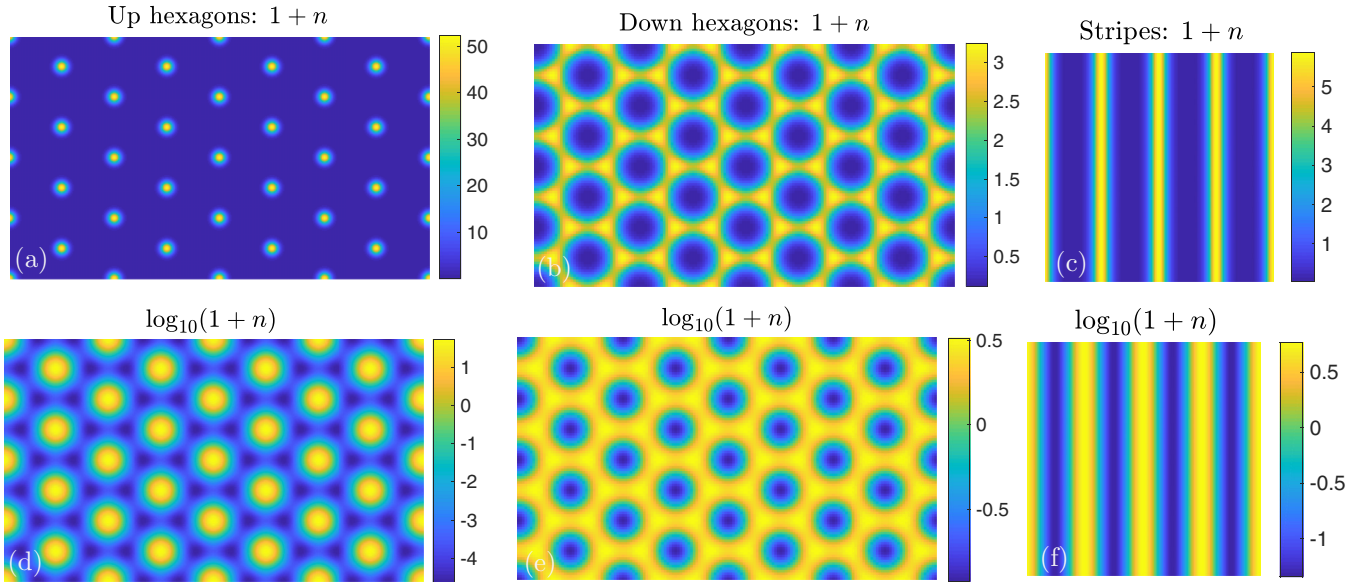 Up hexagons: 1 + n
50
40
30
20
10
(a)
Down hexagons: 1 + n
3
2.5
2
1.5
1
0.5
(b)
Stripes: 1 + n
5
4
3
2
1
(c)
log₁₀(1 + n)
1
0
-1
-2
-3
-4
(d)
log₁₀(1 + n)
0.5
0
-0.5
(e)
log₁₀(1 + n)
0.5
0
-0.5
-1
(f)